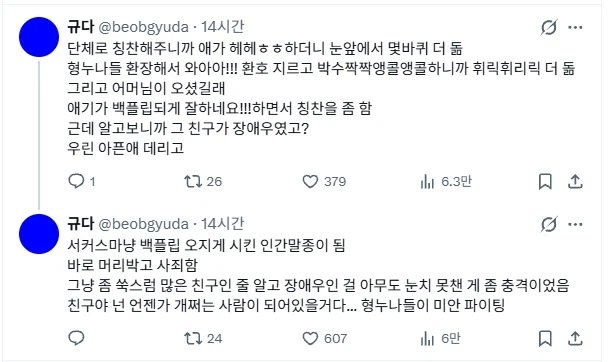 규다 @beobgyuda · 14시간
단체로 칭찬해주니까 애가 헤헤ㅎㅎ하더니 눈앞에서 몇바퀴 더 돎
형누나들 환장해서 와아아!!! 환호 지르고 박수짝짝앵콜앵콜하니까 휘릭휘리릭 더 돎
그리고 어머님이 오셨길래
애기가 백플립되게 잘하네요!!!하면서 칭찬을 좀 함
근데 알고보니까 그 친구가 장애우였고?
우린 아픈애 데리고
1 26 379 6.3만
규다 @beobgyuda · 14시간
서커스마냥 백플립 오지게 시킨 인간말종이 됨
바로 머리박고 사죄함
그냥 좀 쑥스럼 많은 친구인 줄 알고 장애우인 걸 아무도 눈치 못챈 게 좀 충격이었음
친구야 넌 언젠가 개쩌는 사람이 되어있을거다... 형누나들이 미안 파이팅
24 607 6만